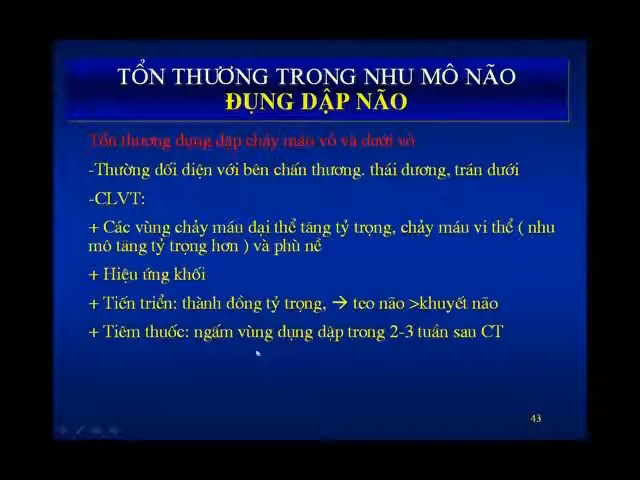 TỔN THƯƠNG TRONG NHU MÔ NÃO
ĐỤNG DẬP NÃO
Tổn thương đụng dập chảy máu vỏ và dưới vỏ
-Thường đối diện với bên chấn thương. thái dương, trán dưới
-CLVT:
+ Các vùng chảy máu đại thể tăng tỷ trọng, chảy máu vi thể ( nhu
mô tăng tỷ trọng hơn ) và phù nề
+ Hiệu ứng khối
+ Tiến triển: thành đồng tỷ trọng, → teo não >khuyết não
+ Tiêm thuốc: ngấm vùng đụng dập trong 2-3 tuần sau CT
43